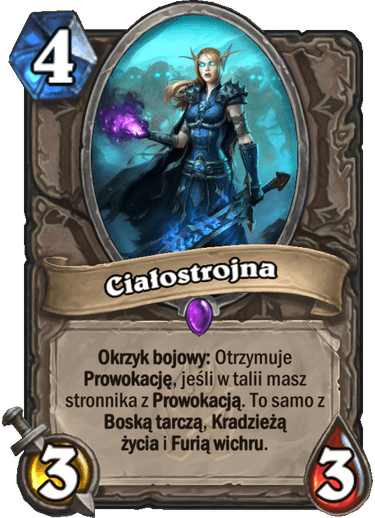 4
Ciałostrojna
Okrzyk bojowy: Otrzymuje
Prowokację, jeśli w talii masz
stronnika z Prowokacją. To samo z
Boską tarczą, Kradzieżą
życia i Furią wichru.
3
3